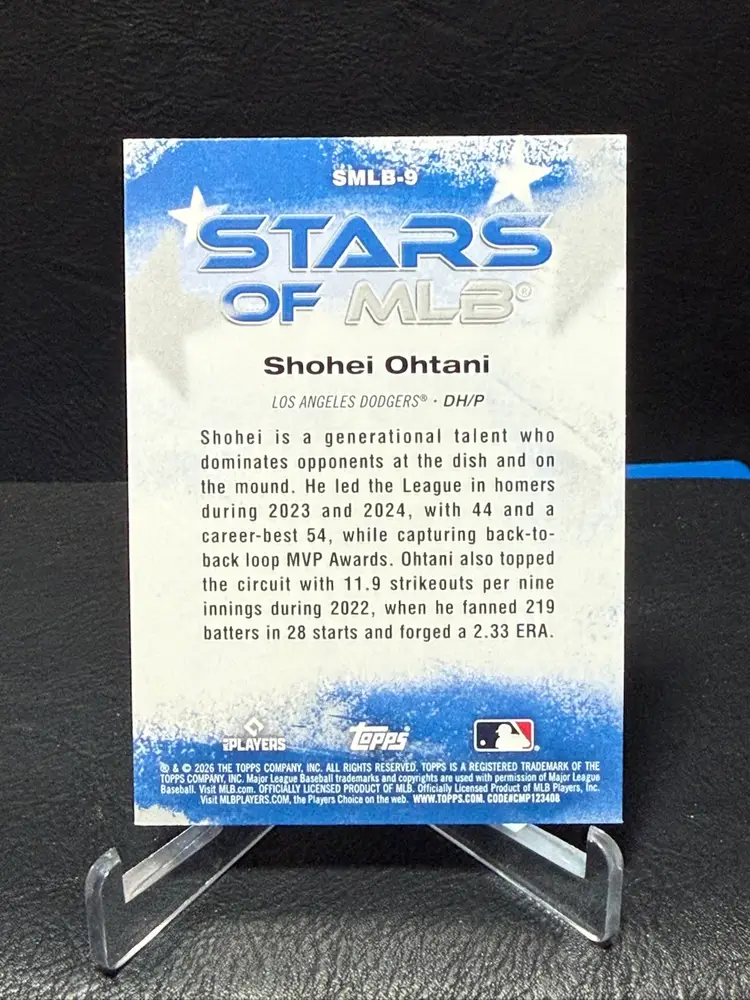 SMLB-9
STARS
OF MLB®
Shohei Ohtani
LOS ANGELES DODGERS® · DH/P
Shohei is a generational talent who
dominates opponents at the dish and on
the mound. He led the League in homers
during 2023 and 2024, with 44 and a
career-best 54, while capturing back-to-
back loop MVP Awards. Ohtani also topped
the circuit with 11.9 strikeouts per nine
innings during 2022, when he fanned 219
batters in 28 starts and forged a 2.33 ERA.
MLB PLAYERS
Topps
® & © 2026 THE TOPPS COMPANY, INC. ALL RIGHTS RESERVED. TOPPS IS A REGISTERED TRADEMARK OF THE
TOPPS COMPANY, INC. Major League Baseball trademarks and copyrights are used with permission of Major League
Baseball. Visit MLB.com. OFFICIALLY LICENSED PRODUCT OF MLB. Officially Licensed Product of MLB Players, Inc.
Visit MLBPLAYERS.COM, the Players Choice on the web. WWW.TOPPS.COM. CODE#CMP123408